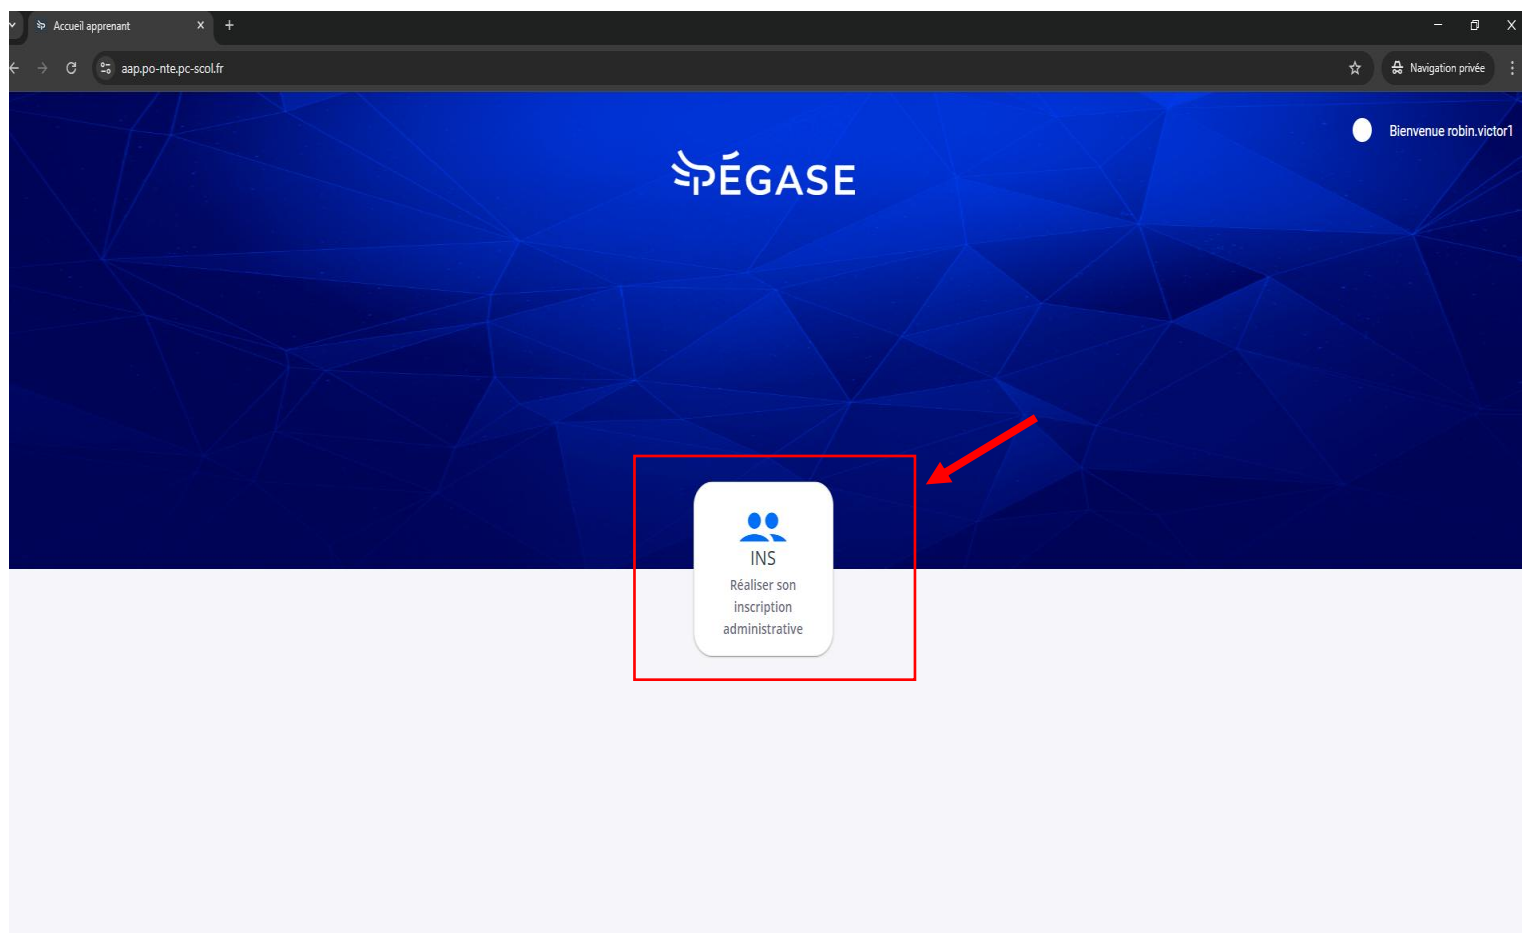 Accueil apprenant
aap.po-nte.pc-scol.fr
Navigation privée
Bienvenue robin.victor1
PÉGASE
INS
Réaliser son
inscription
administrative